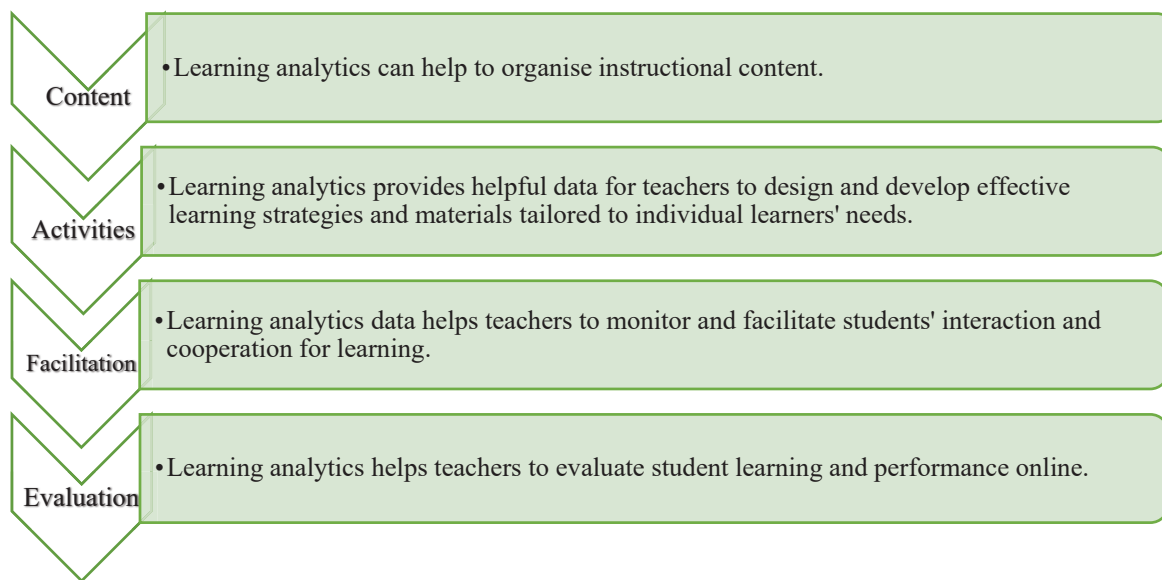 Content
•Learning analytics can help to organise instructional content.
Activities
•Learning analytics provides helpful data for teachers to design and develop effective
learning strategies and materials tailored to individual learners' needs.
Facilitation
•Learning analytics data helps teachers to monitor and facilitate students' interaction and
cooperation for learning.
Evaluation
•Learning analytics helps teachers to evaluate student learning and performance online.